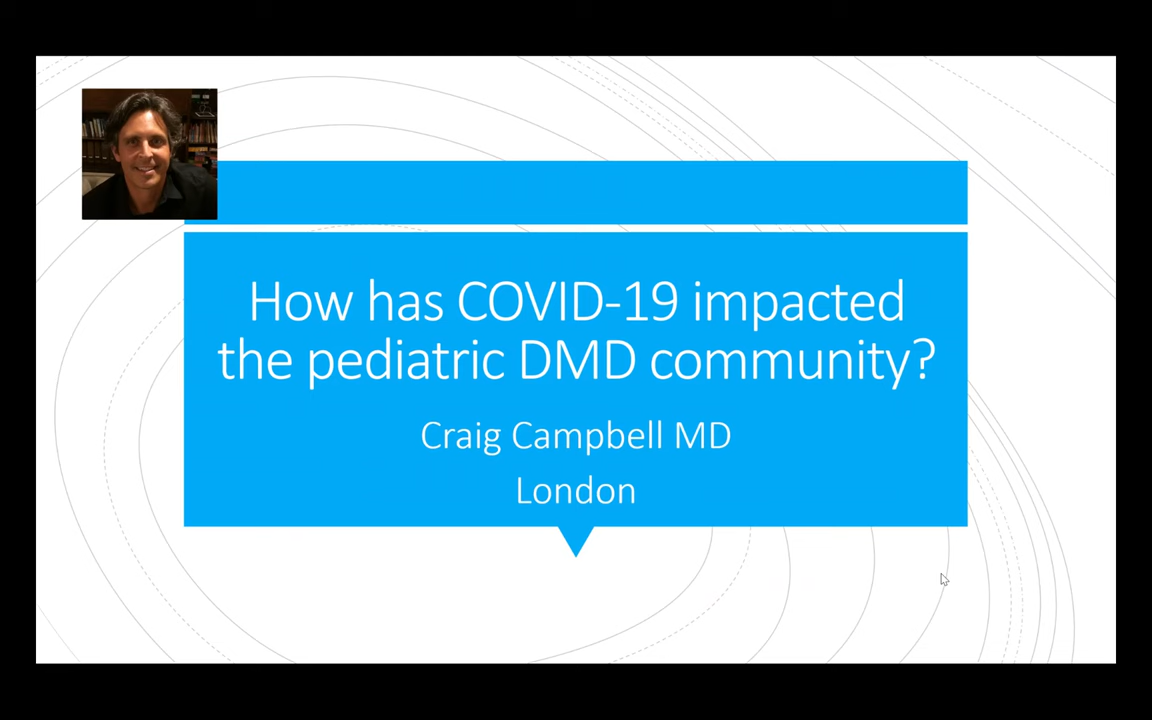 How has COVID-19 impacted
the pediatric DMD community?
Craig Campbell MD
London